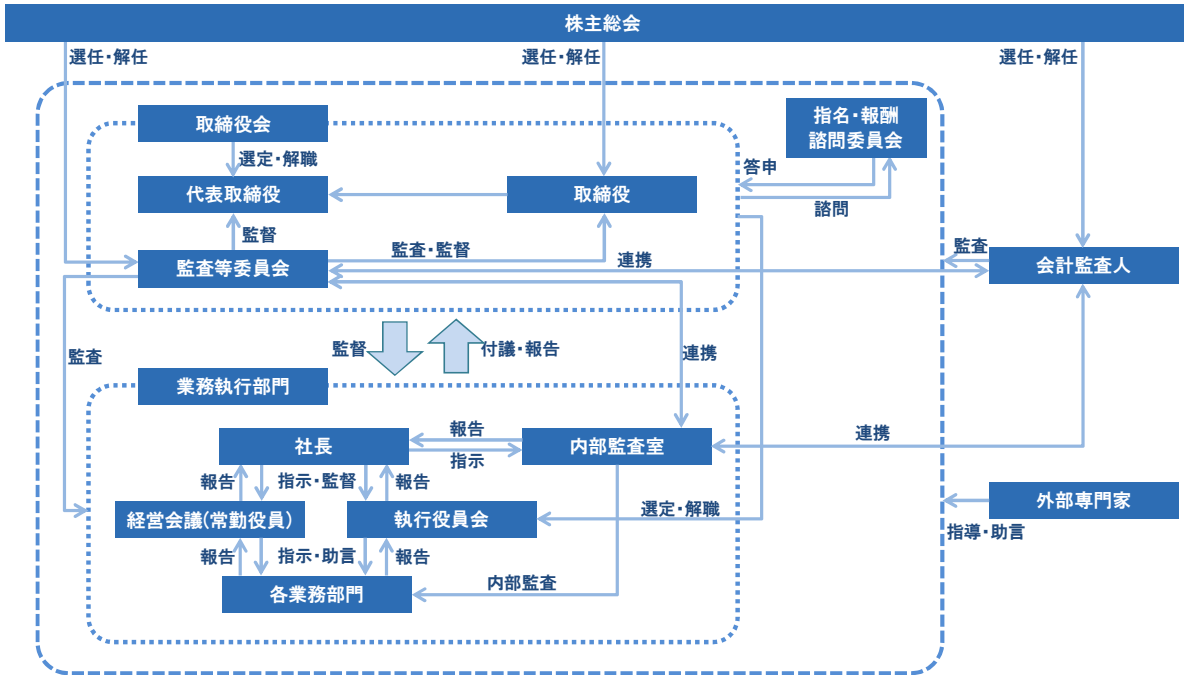 株主総会
選任・解任
選任・解任
選任・解任
取締役会
指名・報酬
諮問委員会
選定・解職
答申
代表取締役
取締役
諮問
監督
監査・監督
連携
監査
監査等委員会
会計監査人
監督
付議・報告
連携
監査
業務執行部門
報告
連携
社長
内部監査室
指示
報告
指示・監督
報告
外部専門家
経営会議(常勤役員)
執行役員会
選定・解職
指導・助言
報告
指示・助言
報告
内部監査
各業務部門